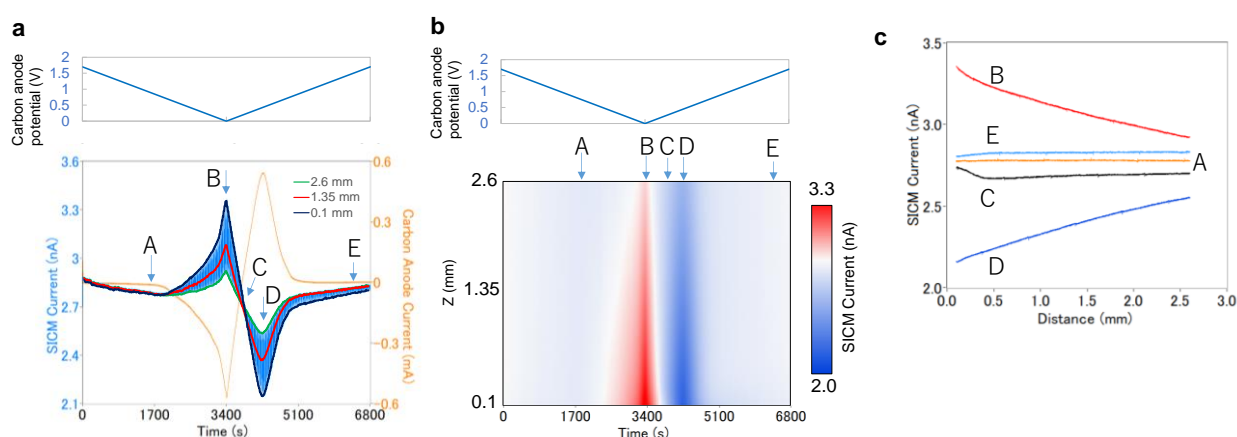 a
Carbon anode
potential (V)
2
1.5
1
0.5
0
SICM Current (nA)
3.6
3.3
3
2.7
2.4
2.1
A
B
C
D
E
2.6 mm
1.35 mm
0.1 mm
0.6
0.3
0
-0.3
-0.6
Carbon Anode Current (mA)
0 1700 3400 5100 6800
Time (s)
b
Carbon anode
potential (V)
2
1.5
1
0.5
0
A B C D E
2.6
1.35
0.1
Z (mm)
0 1700 3400 5100 6800
Time (s)
3.3
SICM Current (nA)
2.0
c
SICM Current (nA)
3.5
3.0
2.5
2.0
B
E
A
C
D
0.0 0.5 1.0 1.5 2.0 2.5 3.0
Distance (mm)